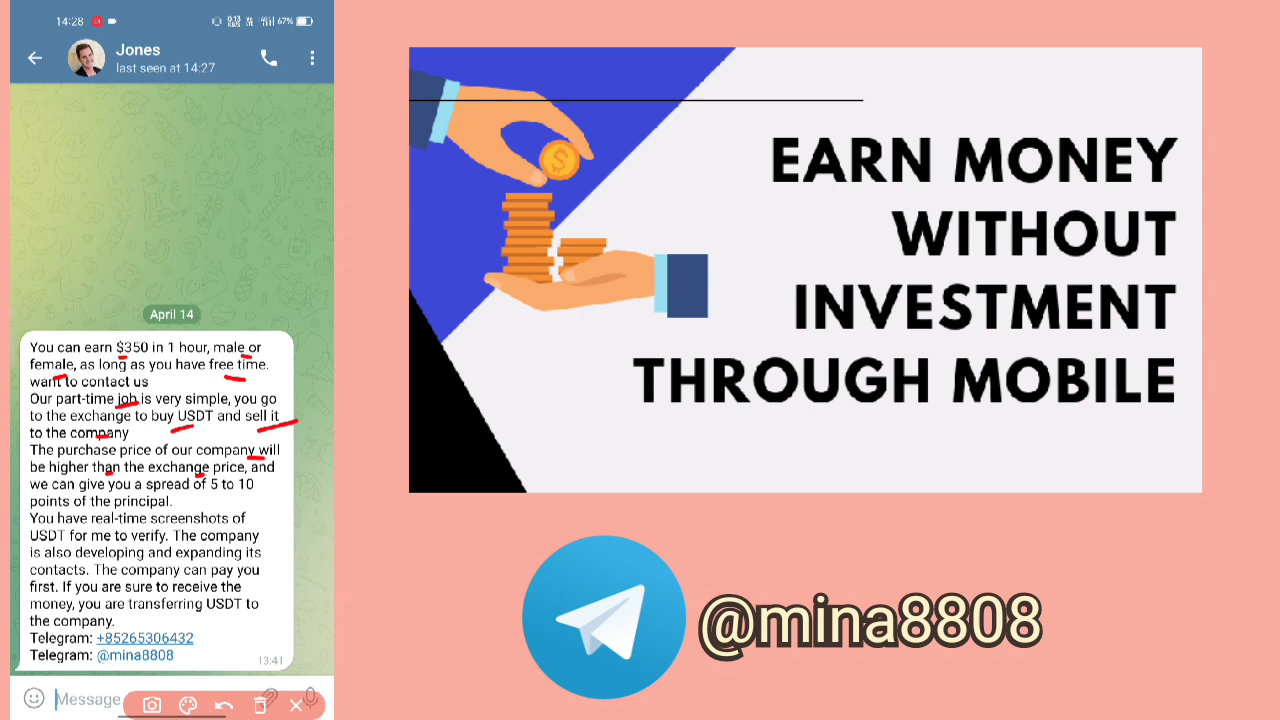 14:28
67%
Jones
last seen at 14:27
April 14
You can earn $350 in 1 hour, male or
female, as long as you have free time.
want to contact us
Our part-time job is very simple, you go
to the exchange to buy USDT and sell it
to the company
The purchase price of our company will
be higher than the exchange price, and
we can give you a spread of 5 to 10
points of the principal.
You have real-time screenshots of
USDT for me to verify. The company
is also developing and expanding its
contacts. The company can pay you
first. If you are sure to receive the
money, you are transferring USDT to
the company.
Telegram: +85265306432
Telegram: @mina8808
13:41
Message
EARN MONEY
WITHOUT
INVESTMENT
THROUGH MOBILE
@mina8808